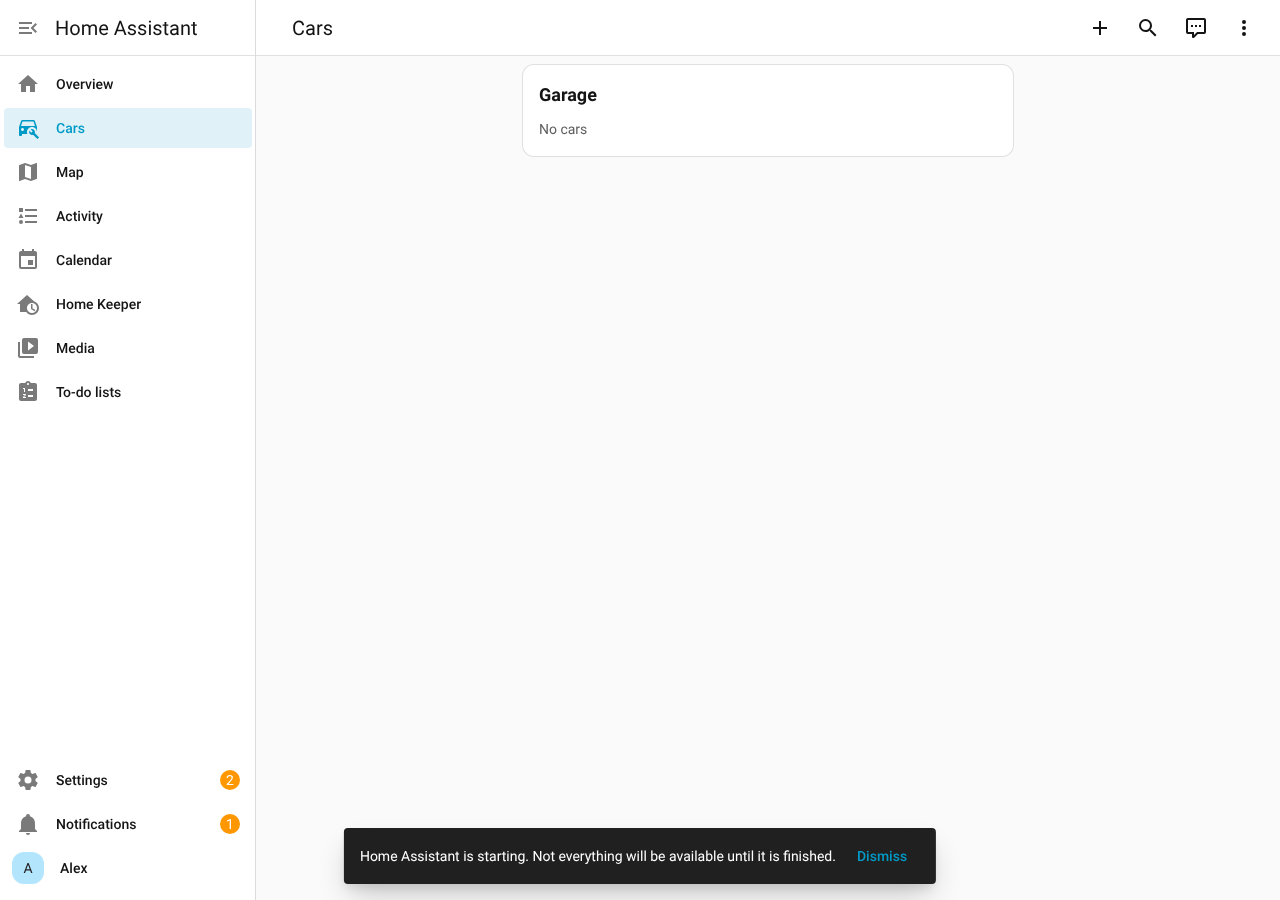 Home Assistant
Cars
Overview
Cars
Map
Activity
Calendar
Home Keeper
Media
To-do lists
Settings
2
Notifications
1
A
Alex
Garage
No cars
Home Assistant is starting. Not everything will be available until it is finished.
Dismiss